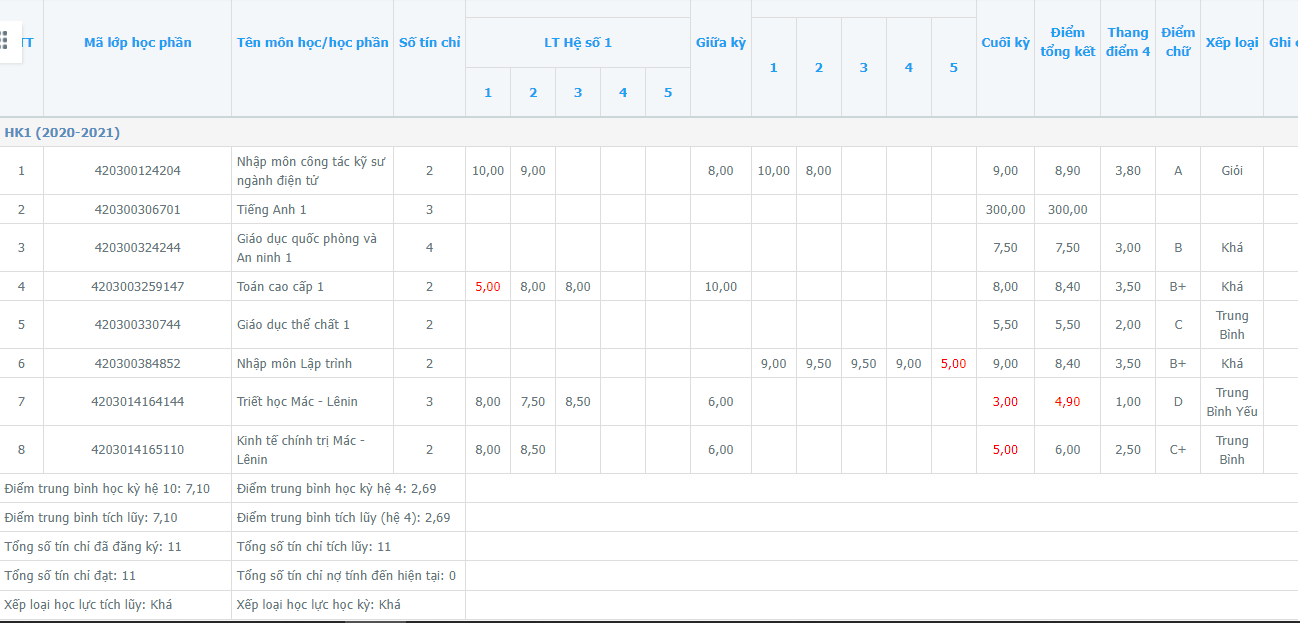 TT Mã lớp học phần Tên môn học/học phần Số tín chỉ LT Hệ số 1 Giữa kỳ Cuối kỳ Điểm tổng kết Thang điểm 4 Điểm chữ Xếp loại Ghi
1 2 3 4 5 1 2 3 4 5
HK1 (2020-2021)
1 420300124204 Nhập môn công tác kỹ sư ngành điện tử 2 10,00 9,00 8,00 10,00 8,00 9,00 8,90 3,80 A Giỏi
2 420300306701 Tiếng Anh 1 3 300,00 300,00
3 420300324244 Giáo dục quốc phòng và An ninh 1 4 7,50 7,50 3,00 B Khá
4 4203003259147 Toán cao cấp 1 2 5,00 8,00 8,00 10,00 8,00 8,40 3,50 B+ Khá
5 420300330744 Giáo dục thể chất 1 2 5,50 5,50 2,00 C Trung Bình
6 420300384852 Nhập môn Lập trình 2 9,00 9,50 9,50 9,00 5,00 9,00 8,40 3,50 B+ Khá
7 4203014164144 Triết học Mác - Lênin 3 8,00 7,50 8,50 6,00 3,00 4,90 1,00 D Trung Bình Yếu
8 4203014165110 Kinh tế chính trị Mác - Lênin 2 8,00 8,50 6,00 5,00 6,00 2,50 C+ Trung Bình
Điểm trung bình học kỳ hệ 10: 7,10 Điểm trung bình học kỳ hệ 4: 2,69
Điểm trung bình tích lũy: 7,10 Điểm trung bình tích lũy (hệ 4): 2,69
Tổng số tín chỉ đã đăng ký: 11 Tổng số tín chỉ tích lũy: 11
Tổng số tín chỉ đạt: 11 Tổng số tín chỉ nợ tính đến hiện tại: 0
Xếp loại học lực tích lũy: Khá Xếp loại học lực học kỳ: Khá